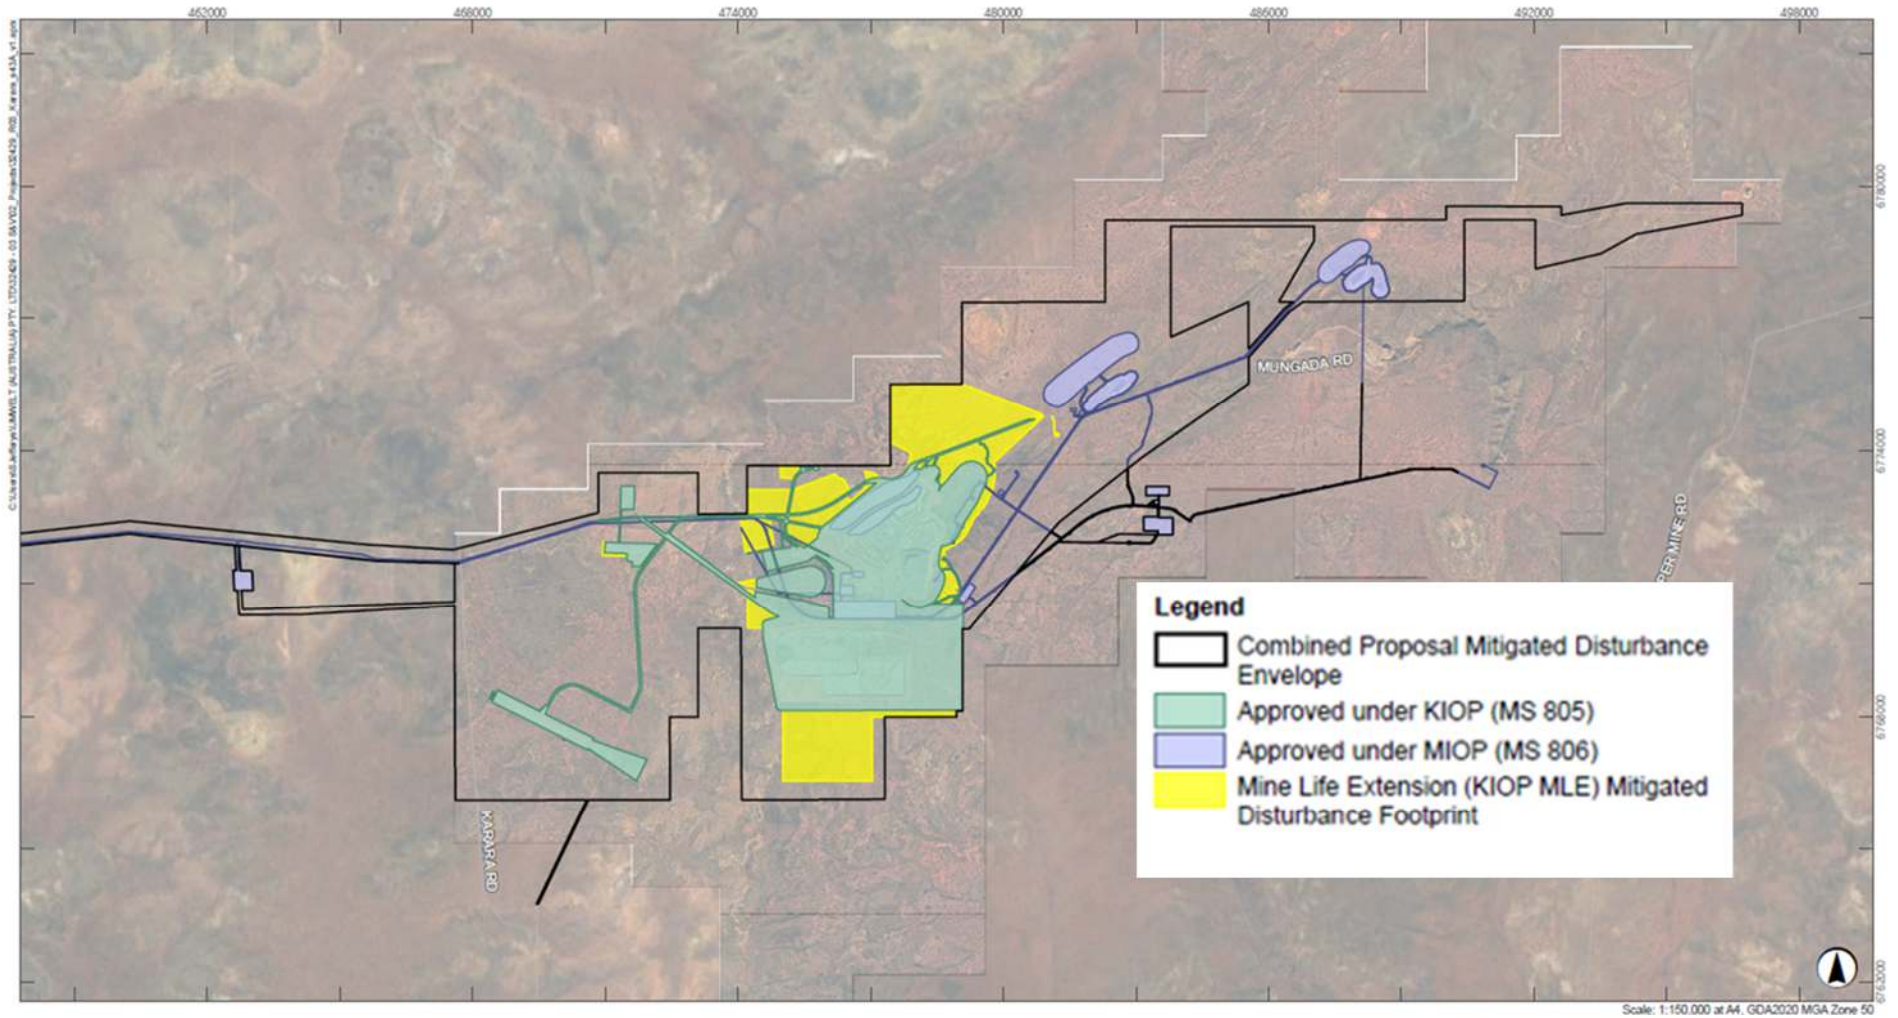 462000
468000
474000
480000
486000
492000
498000
6780000
6774000
6768000
6762000
MUNGADA RD
PER MINE RD
KARARA RD
Legend
Combined Proposal Mitigated Disturbance
Envelope
Approved under KIOP (MS 805)
Approved under MIOP (MS 806)
Mine Life Extension (KIOP MLE) Mitigated
Disturbance Footprint
Scale: 1:150,000 at A4. GDA2020 MGA Zone 50